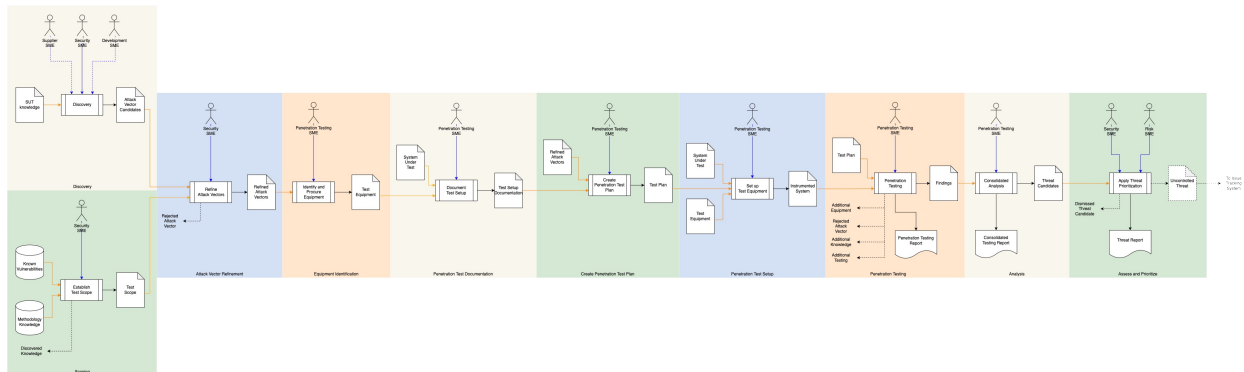 Supplier
SME
Security
SME
Development
SME
SUT
knowledge
Discovery
Attack
Vector
Candidates
Discovery
Security
SME
Known
Vulnerabilities
Methodology
Knowledge
Establish
Test Scope
Test
Scope
Discovered
Knowledge
Security
SME
Refine
Attack Vectors
Refined
Attack
Vectors
Rejected
Attack
Vector
Attack Vector Refinement
Penetration Testing
SME
Identify and
Procure
Equipment
Test
Equipment
Equipment Identification
Penetration Testing
SME
System
Under
Test
Document
Test Setup
Test Setup
Documentation
Penetration Test Documentation
Penetration Testing
SME
Refined
Attack
Vectors
Create
Penetration Test
Plan
Test Plan
Create Penetration Test Plan
Penetration Testing
SME
System
Under
Test
Test
Equipment
Set up
Test Equipment
Instrumented
System
Penetration Test Setup
Penetration Testing
SME
Test Plan
Penetration
Testing
Findings
Additional
Equipment
Rejected
Attack
Vector
Additional
Knowledge
Additional
Testing
Penetration Testing
Report
Penetration Testing
Penetration Testing
SME
Consolidated
Analysis
Threat
Candidates
Consolidated
Testing Report
Analysis
Security
SME
Risk
SME
Apply Threat
Prioritization
Uncontrolled
Threat
Dismissed
Threat
Candidate
Threat Report
Assess and Prioritize
To Issue
Tracking
System